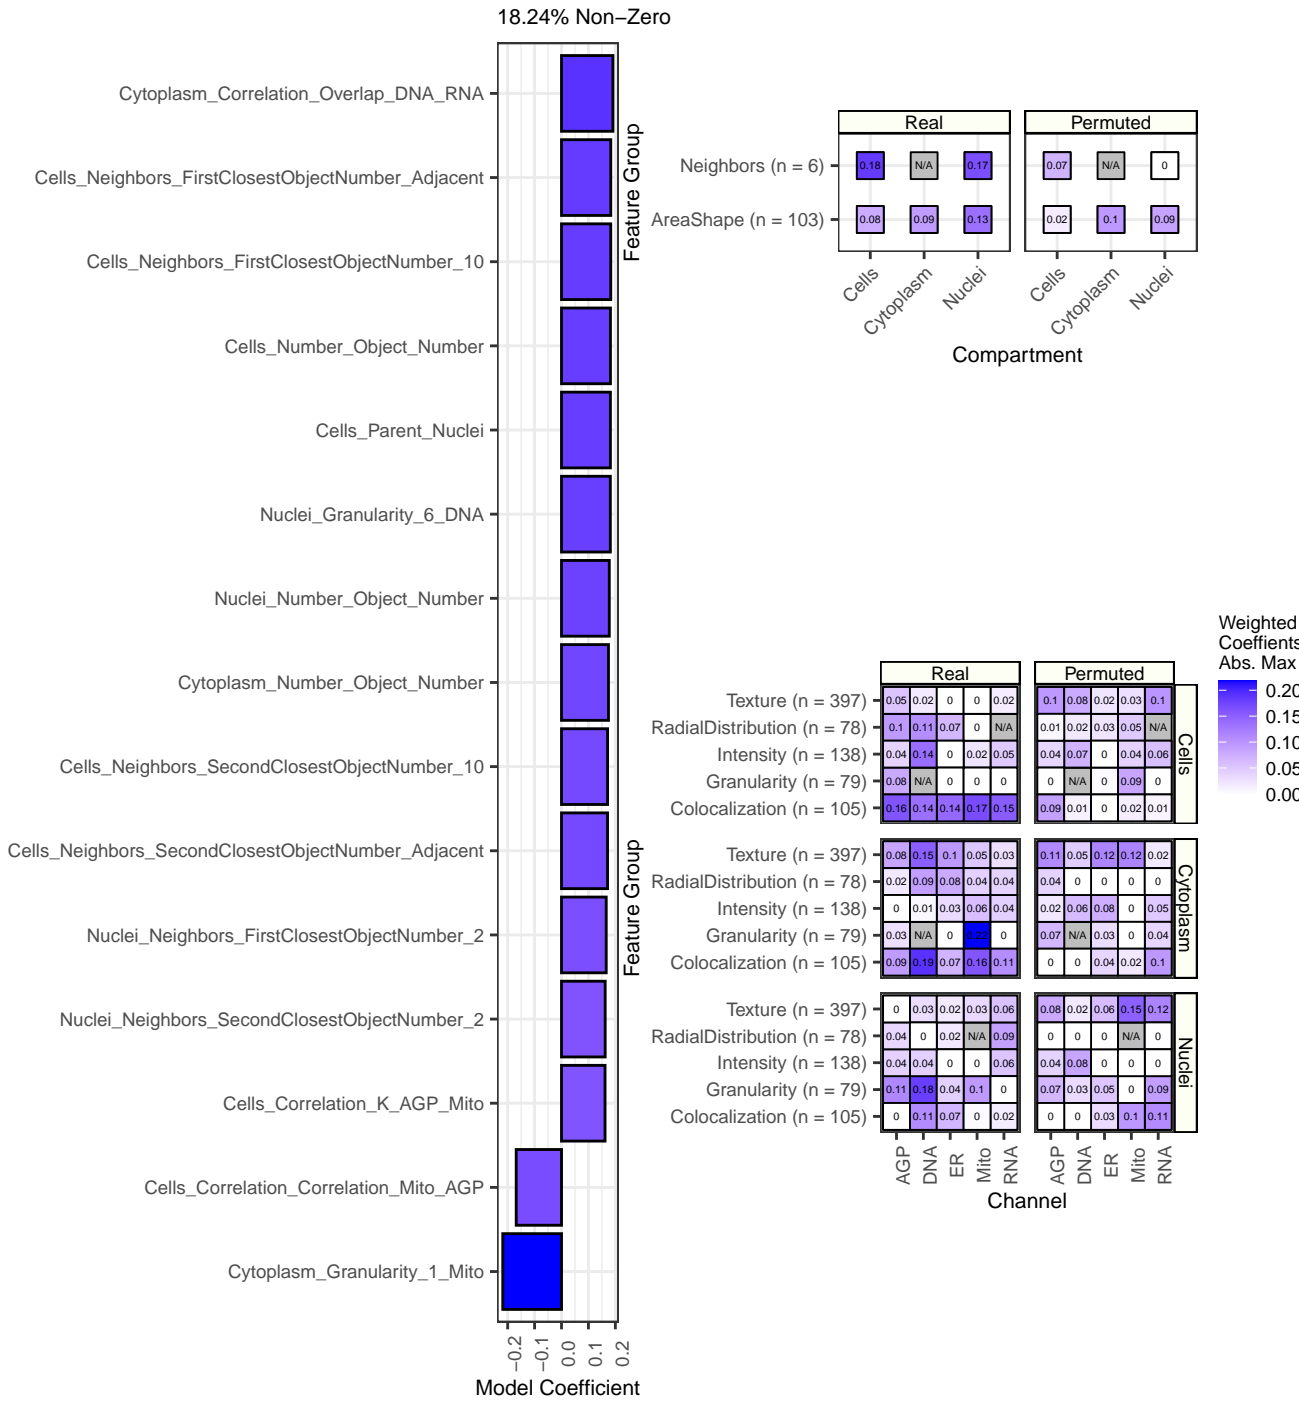 18.24% Non−Zero
Cytoplasm_Correlation_Overlap_DNA_RNA
Cells_Neighbors_FirstClosestObjectNumber_Adjacent
Cells_Neighbors_FirstClosestObjectNumber_10
Cells_Number_Object_Number
Cells_Parent_Nuclei
Nuclei_Granularity_6_DNA
Nuclei_Number_Object_Number
Cytoplasm_Number_Object_Number
Cells_Neighbors_SecondClosestObjectNumber_10
Cells_Neighbors_SecondClosestObjectNumber_Adjacent
Nuclei_Neighbors_FirstClosestObjectNumber_2
Nuclei_Neighbors_SecondClosestObjectNumber_2
Cells_Correlation_K_AGP_Mito
Cells_Correlation_Correlation_Mito_AGP
Cytoplasm_Granularity_1_Mito
−0.2 −0.1 0.0 0.1 0.2
Model Coefficient
Feature Group
Real Permuted
Neighbors (n = 6) 0.18 N/A 0.17 0.07 N/A 0
AreaShape (n = 103) 0.08 0.09 0.13 0.02 0.1 0.09
Cells Cytoplasm Nuclei Cells Cytoplasm Nuclei
Compartment
Feature Group
Real Permuted
Texture (n = 397) 0.05 0.02 0 0 0.02 0.1 0.08 0.02 0.03 0.1
RadialDistribution (n = 78) 0.1 0.11 0.07 0 N/A 0.01 0.02 0.03 0.05 N/A
Intensity (n = 138) 0.04 0.14 0 0.02 0.05 0.04 0.07 0 0.04 0.06
Granularity (n = 79) 0.08 N/A 0 0 0 0 N/A 0 0.09 0
Colocalization (n = 105) 0.16 0.14 0.14 0.17 0.15 0.09 0.01 0 0.02 0.01
Cells
Texture (n = 397) 0.08 0.15 0.1 0.05 0.03 0.11 0.05 0.12 0.12 0.02
RadialDistribution (n = 78) 0.02 0.09 0.08 0.04 0.04 0.04 0 0 0 0
Intensity (n = 138) 0 0.01 0.03 0.06 0.04 0.02 0.06 0.08 0 0.05
Granularity (n = 79) 0.03 N/A 0 0.22 0 0.07 N/A 0.03 0 0.04
Colocalization (n = 105) 0.09 0.19 0.07 0.16 0.11 0 0 0.04 0.02 0.1
Cytoplasm
Texture (n = 397) 0 0.03 0.02 0.03 0.06 0.08 0.02 0.06 0.15 0.12
RadialDistribution (n = 78) 0.04 0 0.02 N/A 0.09 0 0 0 N/A 0
Intensity (n = 138) 0.04 0.04 0 0 0.06 0.04 0.08 0 0 0
Granularity (n = 79) 0.11 0.18 0.04 0.1 0 0.07 0.03 0.05 0 0.09
Colocalization (n = 105) 0 0.11 0.07 0 0.02 0 0 0.03 0.1 0.11
Nuclei
AGP DNA ER Mito RNA AGP DNA ER Mito RNA
Channel
Weighted
Coeffients
Abs. Max
0.20
0.15
0.10
0.05
0.00